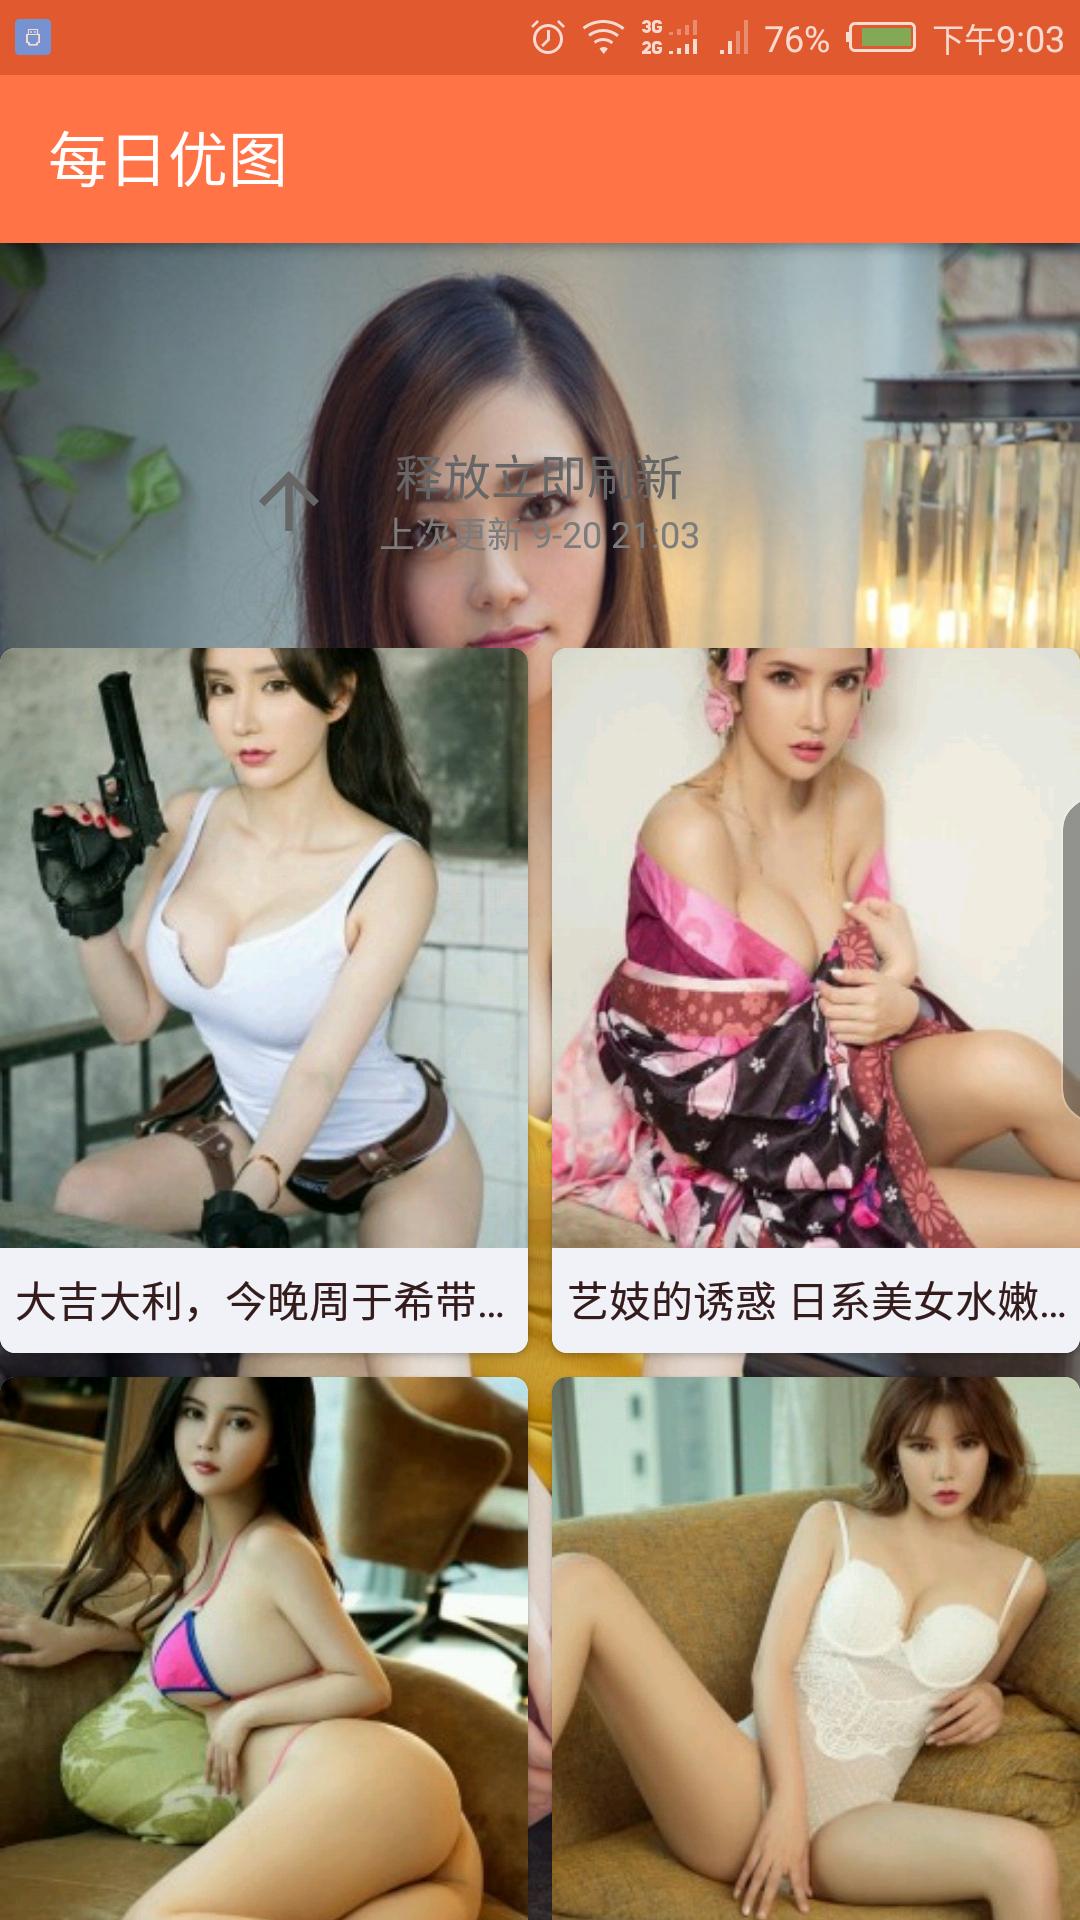 3G
2G
76%
下午9:03
每日优图
释放立即刷新
上次更新 9-20 21:03
大吉大利，今晚周于希带...
艺妓的诱惑 日系美女水嫩...